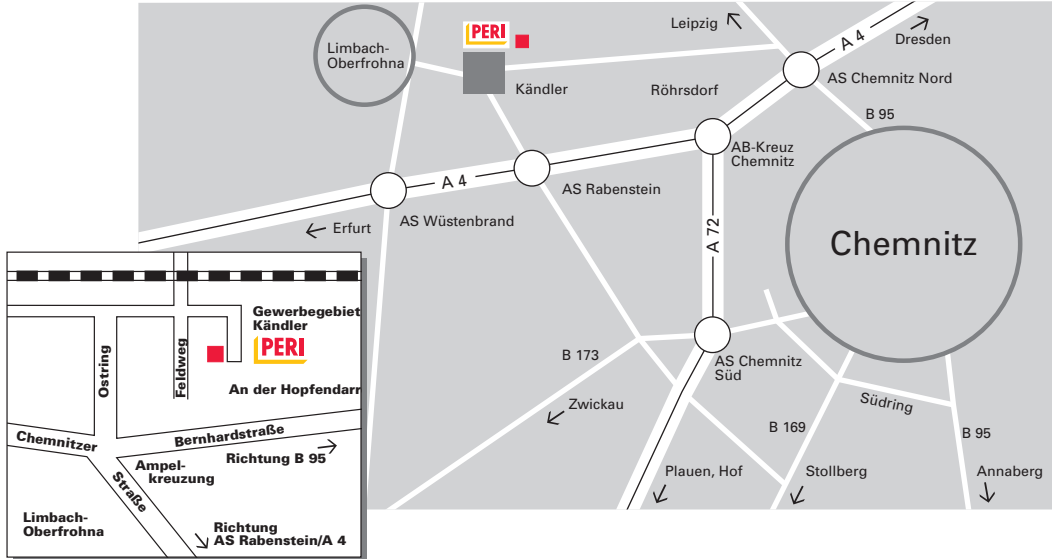 Limbach-
Oberfrohna
PERI
Kändler
Leipzig
A 4
Dresden
AS Chemnitz Nord
Röhrsdorf
B 95
AB-Kreuz
Chemnitz
A 4
AS Rabenstein
AS Wüstenbrand
Erfurt
A 72
Chemnitz
AS Chemnitz
Süd
B 173
Zwickau
Südring
B 169
B 95
Plauen, Hof
Stollberg
Annaberg
Gewerbegebiet
Kändler
PERI
Ostring
Feldweg
An der Hopfendarr
Chemnitzer
Straße
Bernhardstraße
Richtung B 95
Ampel-
kreuzung
Limbach-
Oberfrohna
Richtung
AS Rabenstein/A 4